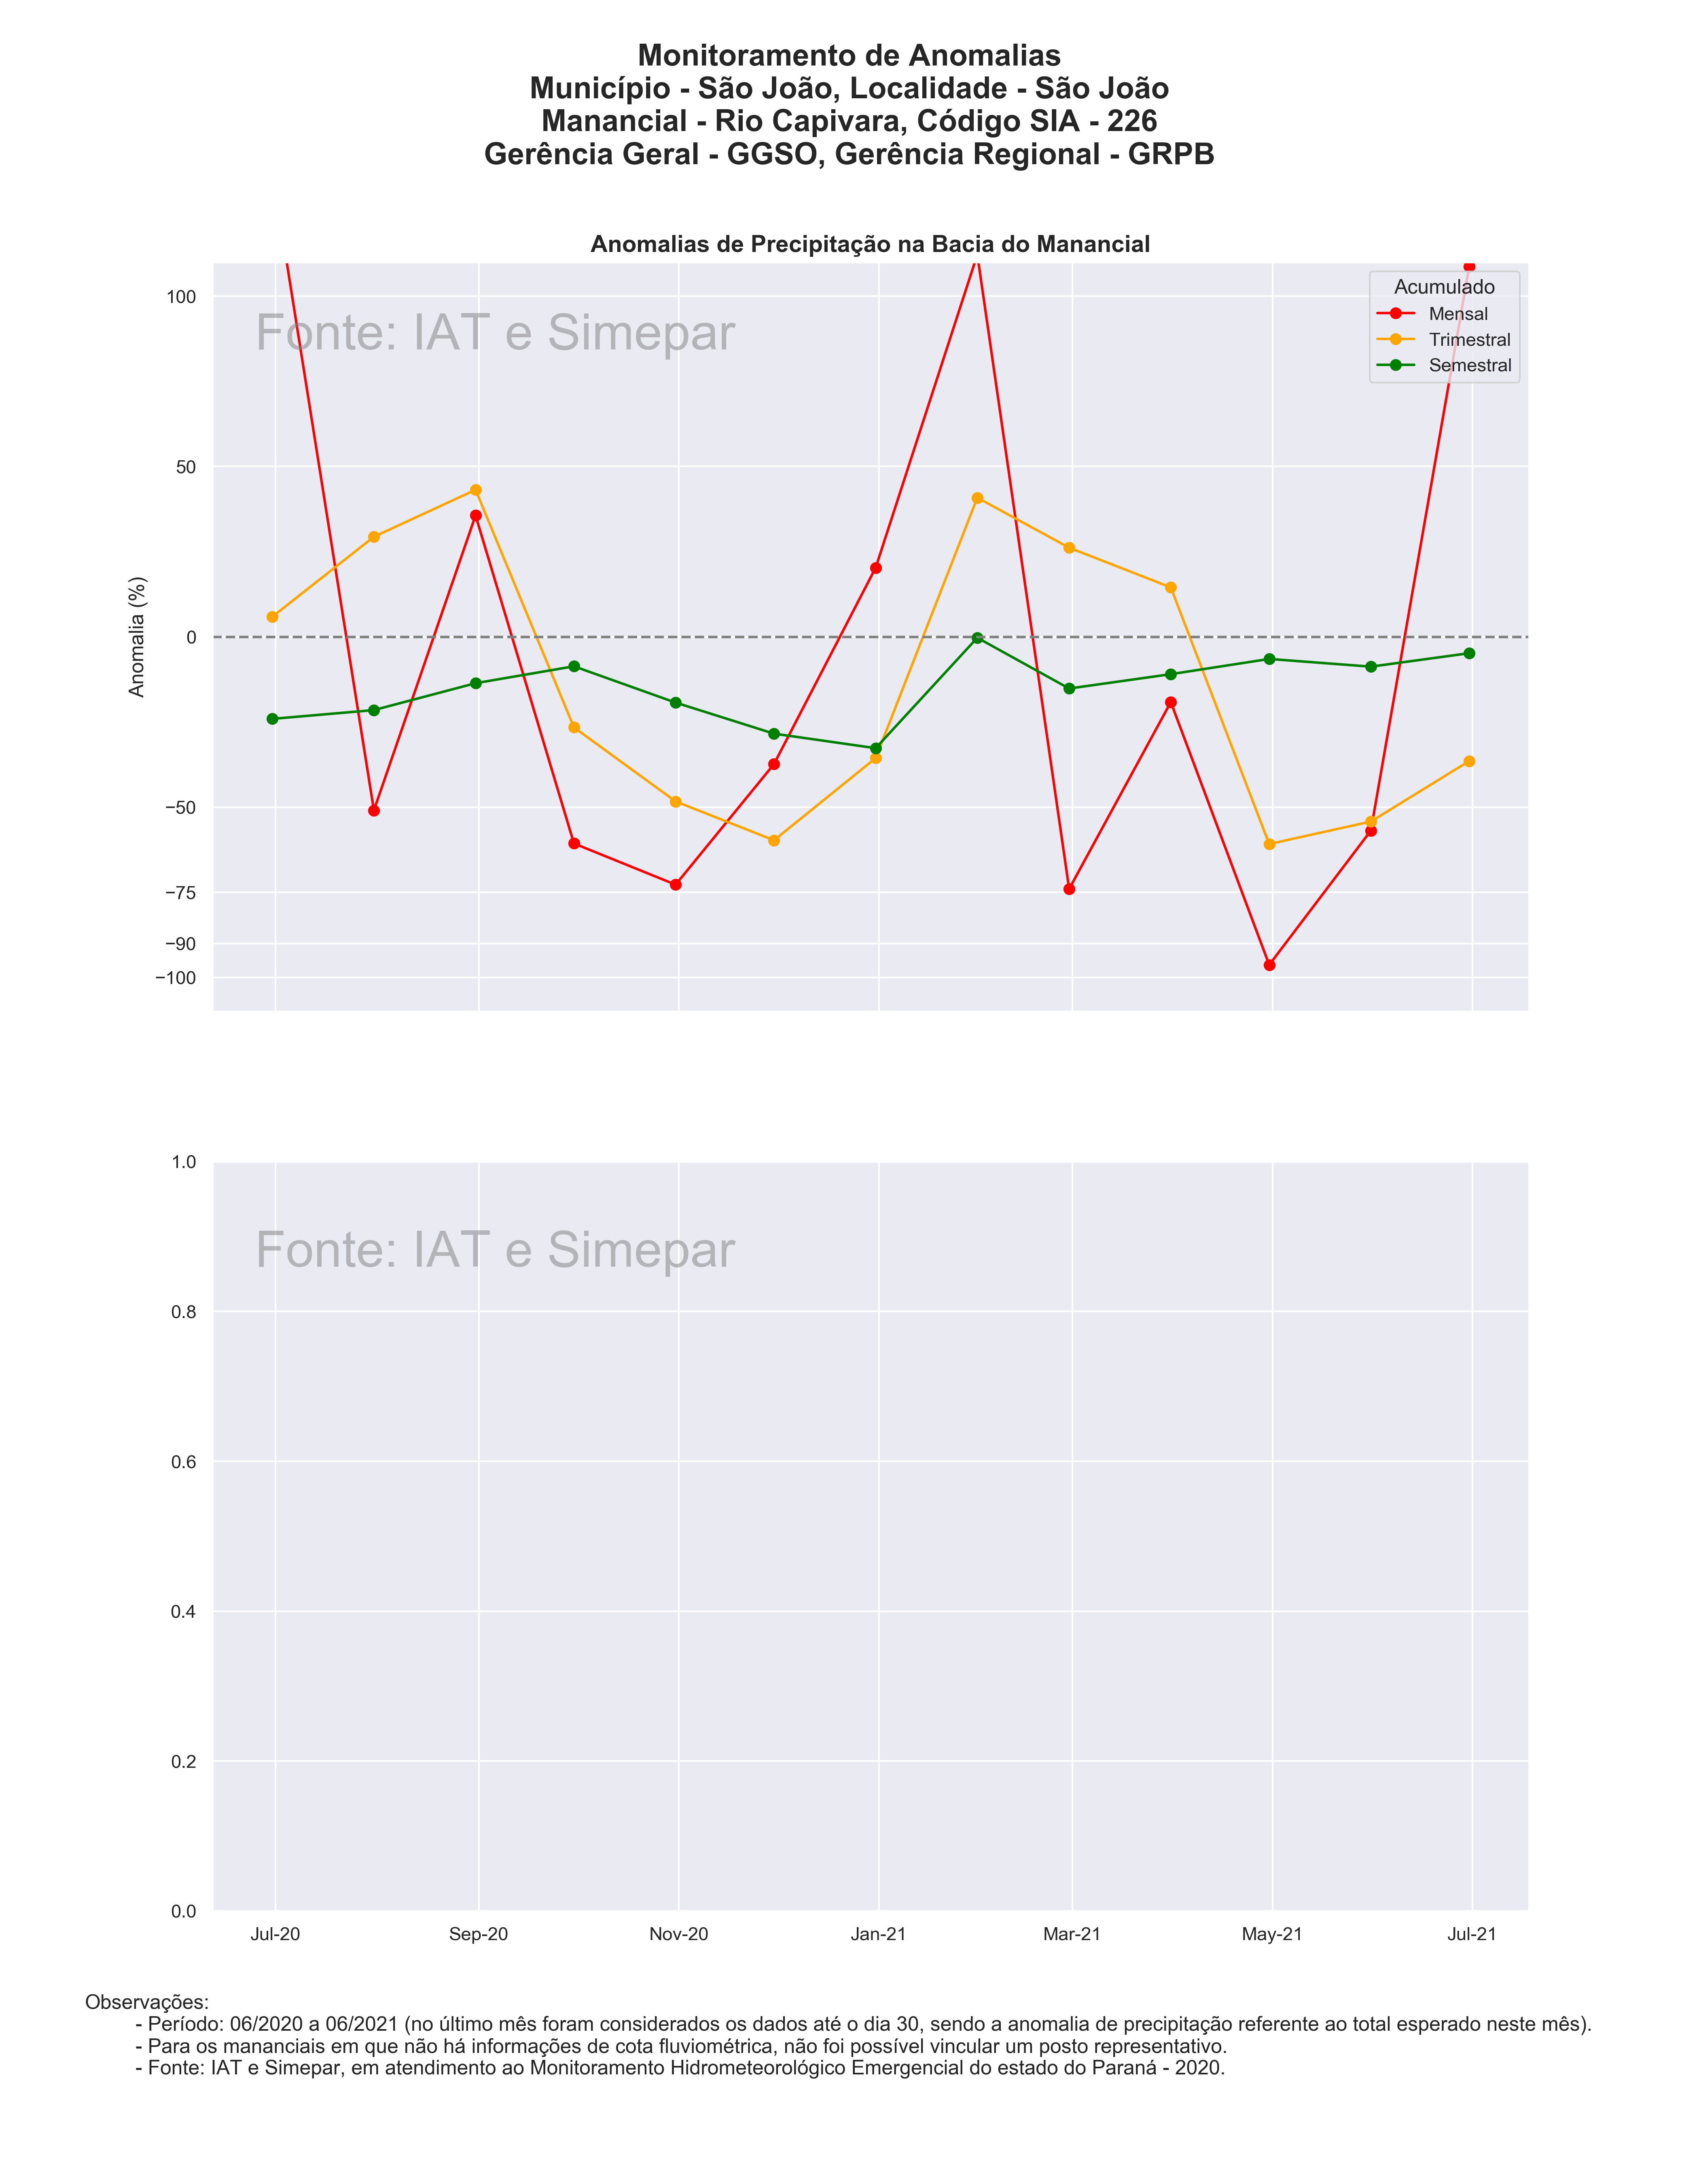 Monitoramento de Anomalias
Município - São João, Localidade - São João
Manancial - Rio Capivara, Código SIA - 226
Gerência Geral - GGSO, Gerência Regional - GRPB
Anomalias de Precipitação na Bacia do Manancial
Fonte: IAT e Simepar
Acumulado
Mensal
Trimestral
Semestral
Anomalia (%)
100
50
0
−50
−75
−90
−100
Fonte: IAT e Simepar
1.0
0.8
0.6
0.4
0.2
0.0
Jul-20 Sep-20 Nov-20 Jan-21 Mar-21 May-21 Jul-21
Observações:
- Período: 06/2020 a 06/2021 (no último mês foram considerados os dados até o dia 30, sendo a anomalia de precipitação referente ao total esperado neste mês).
- Para os mananciais em que não há informações de cota fluviométrica, não foi possível vincular um posto representativo.
- Fonte: IAT e Simepar, em atendimento ao Monitoramento Hidrometeorológico Emergencial do estado do Paraná - 2020.